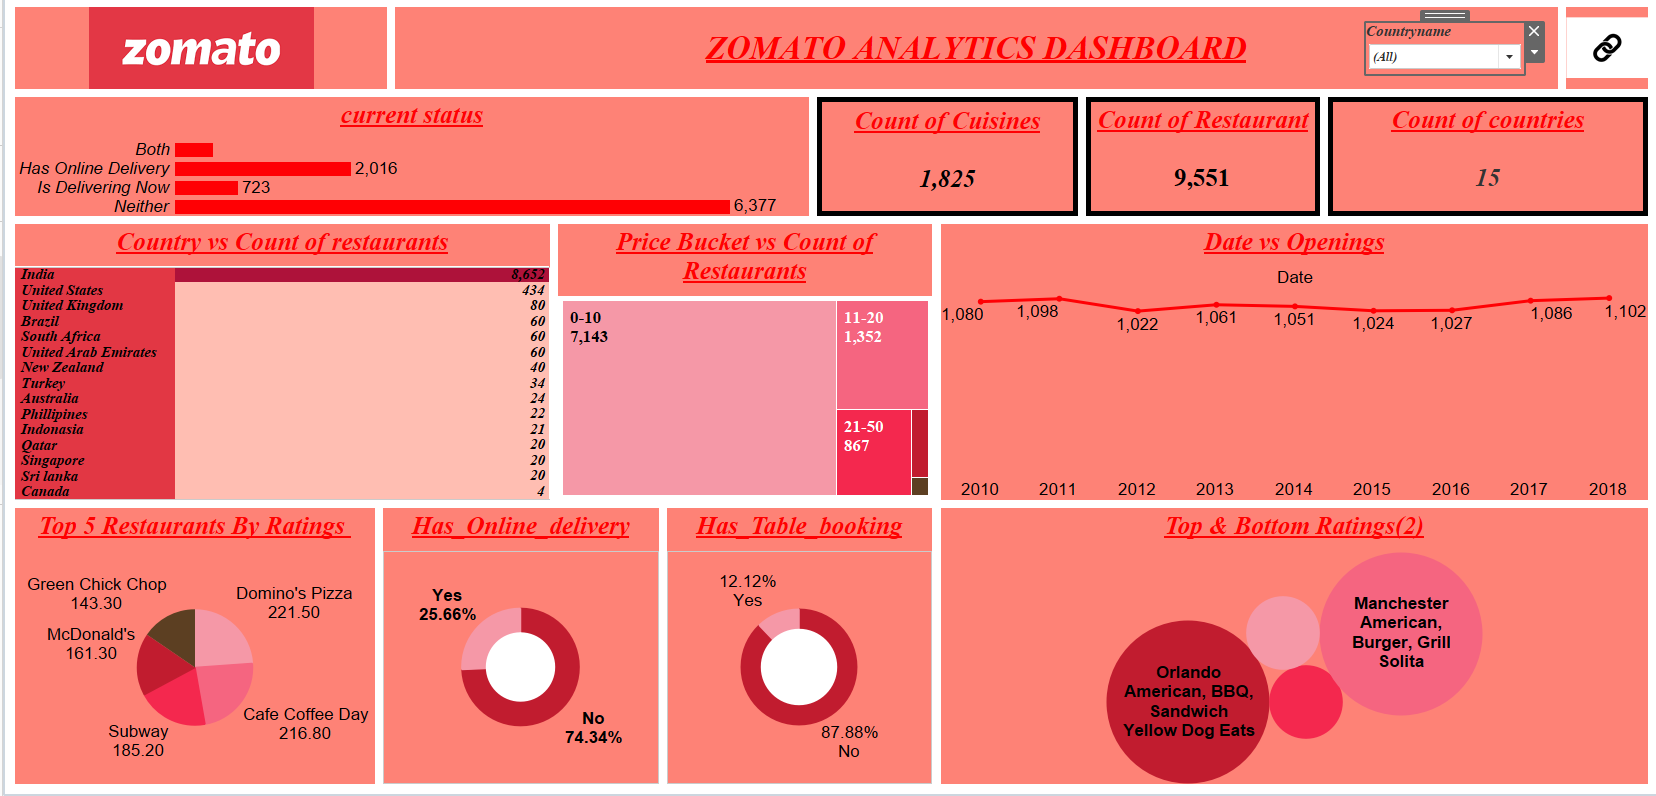 zomato
ZOMATO ANALYTICS DASHBOARD
Countryname
(All)
current status
Both
Has Online Delivery 2,016
Is Delivering Now 723
Neither 6,377
Count of Cuisines
1,825
Count of Restaurant
9,551
Count of countries
15
Country vs Count of restaurants
India 8,652
United States 434
United Kingdom 80
Brazil 60
South Africa 60
United Arab Emirates 60
New Zealand 40
Turkey 34
Australia 24
Phillipines 22
Indonasia 21
Qatar 20
Singapore 20
Sri lanka 20
Canada 4
Price Bucket vs Count of
Restaurants
0-10
7,143
11-20
1,352
21-50
867
Date vs Openings
Date
1,080 1,098 1,022 1,061 1,051 1,024 1,027 1,086 1,102
2010 2011 2012 2013 2014 2015 2016 2017 2018
Top 5 Restaurants By Ratings
Green Chick Chop
143.30
Domino's Pizza
221.50
McDonald's
161.30
Cafe Coffee Day
216.80
Subway
185.20
Has_Online_delivery
Yes
25.66%
No
74.34%
Has_Table_booking
12.12%
Yes
87.88%
No
Top & Bottom Ratings(2)
Manchester
American,
Burger, Grill
Solita
Orlando
American, BBQ,
Sandwich
Yellow Dog Eats